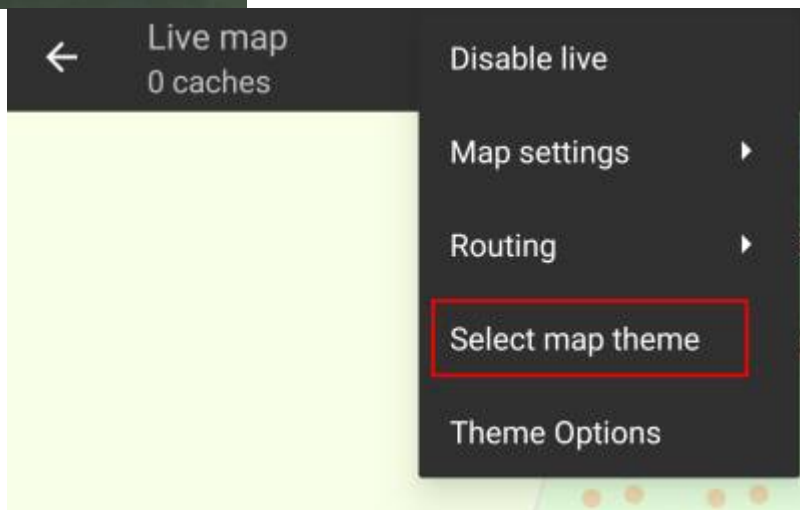 Live map
0 caches
Disable live
Map settings
Routing
Select map theme
Theme Options